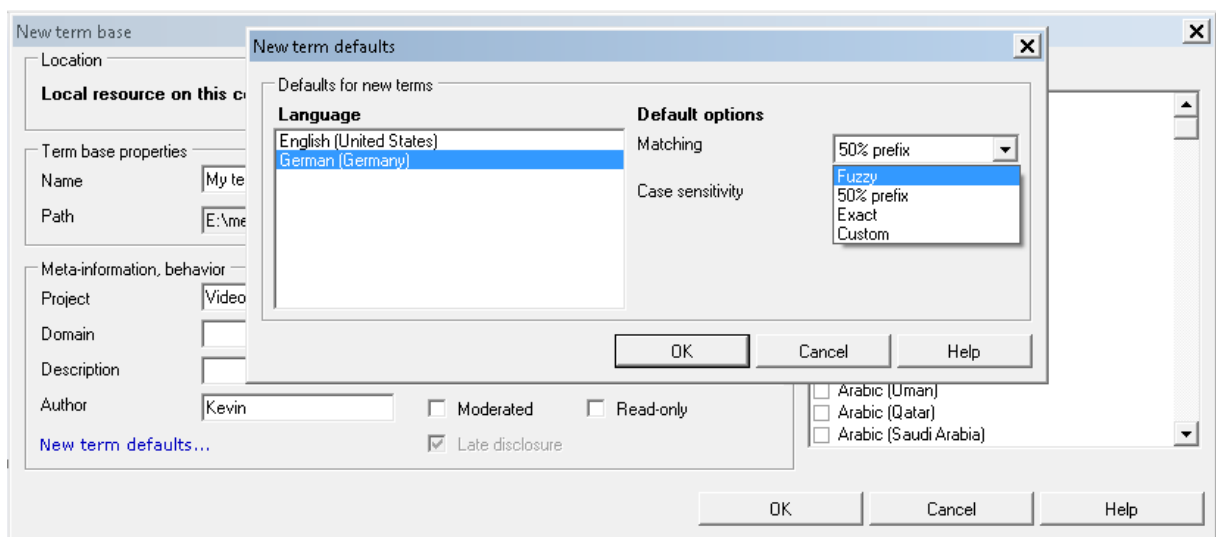 New term base
Location
Local resource on this c
Term base properties
Name My te
Path E:\me
Meta-information, behavior
Project Video
Domain
Description
Author Kevin
Moderated Read-only
New term defaults...
Late disclosure
New term defaults
Defaults for new terms
Language
English (United States)
German (Germany)
Default options
Matching 50% prefix
Fuzzy
50% prefix
Exact
Custom
Case sensitivity
OK Cancel Help
Arabic (Oman)
Arabic (Qatar)
Arabic (Saudi Arabia)
OK Cancel Help